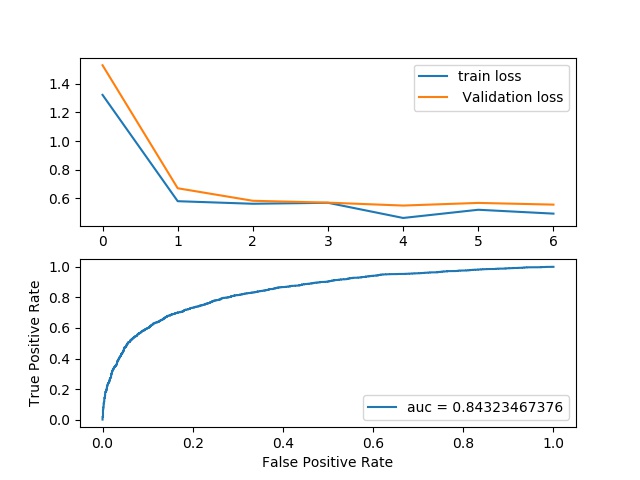 train loss
Validation loss
1.4
1.2
1.0
0.8
0.6
0 1 2 3 4 5 6
1.0
0.8
0.6
0.4
0.2
0.0
True Positive Rate
auc = 0.84323467376
0.0 0.2 0.4 0.6 0.8 1.0
False Positive Rate